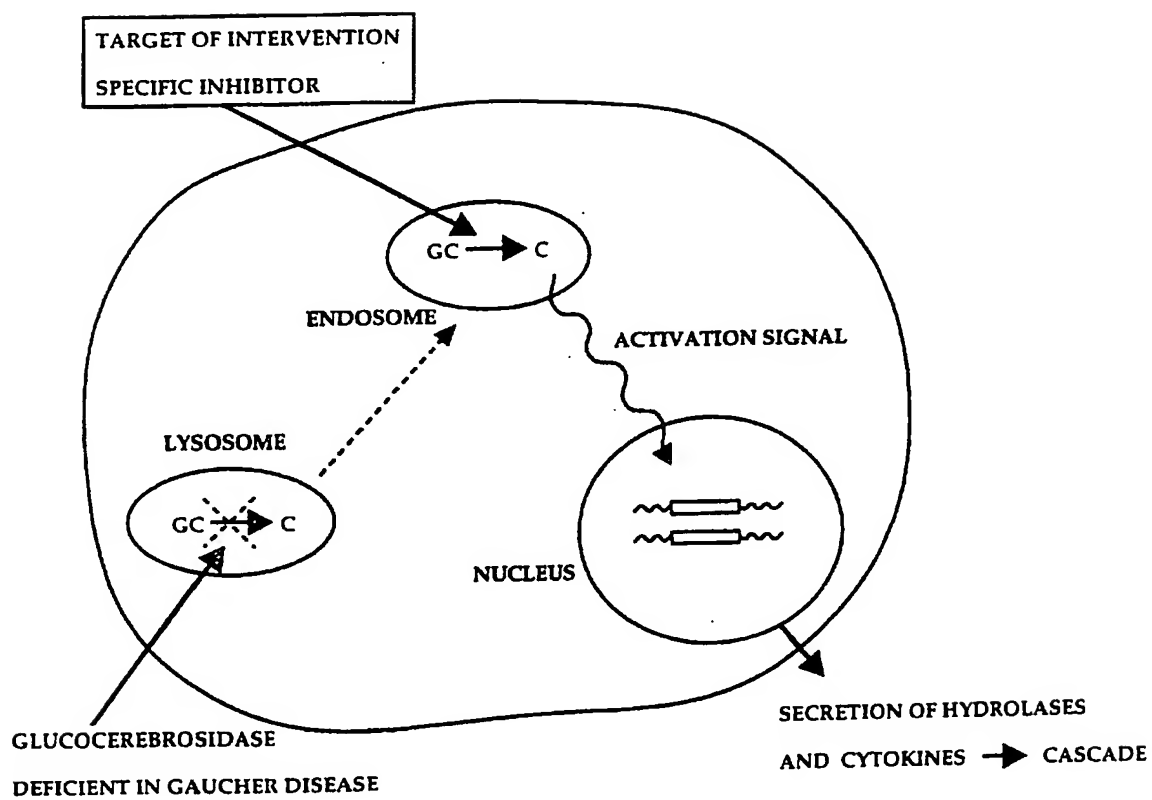 TARGET OF INTERVENTION
SPECIFIC INHIBITOR
GC C
ENDOSOME
ACTIVATION SIGNAL
LYSOSOME
GC C
NUCLEUS
GLUCOCEREBROSIDASE
DEFICIENT IN GAUCHER DISEASE
SECRETION OF HYDROLASES
AND CYTOKINES → CASCADE